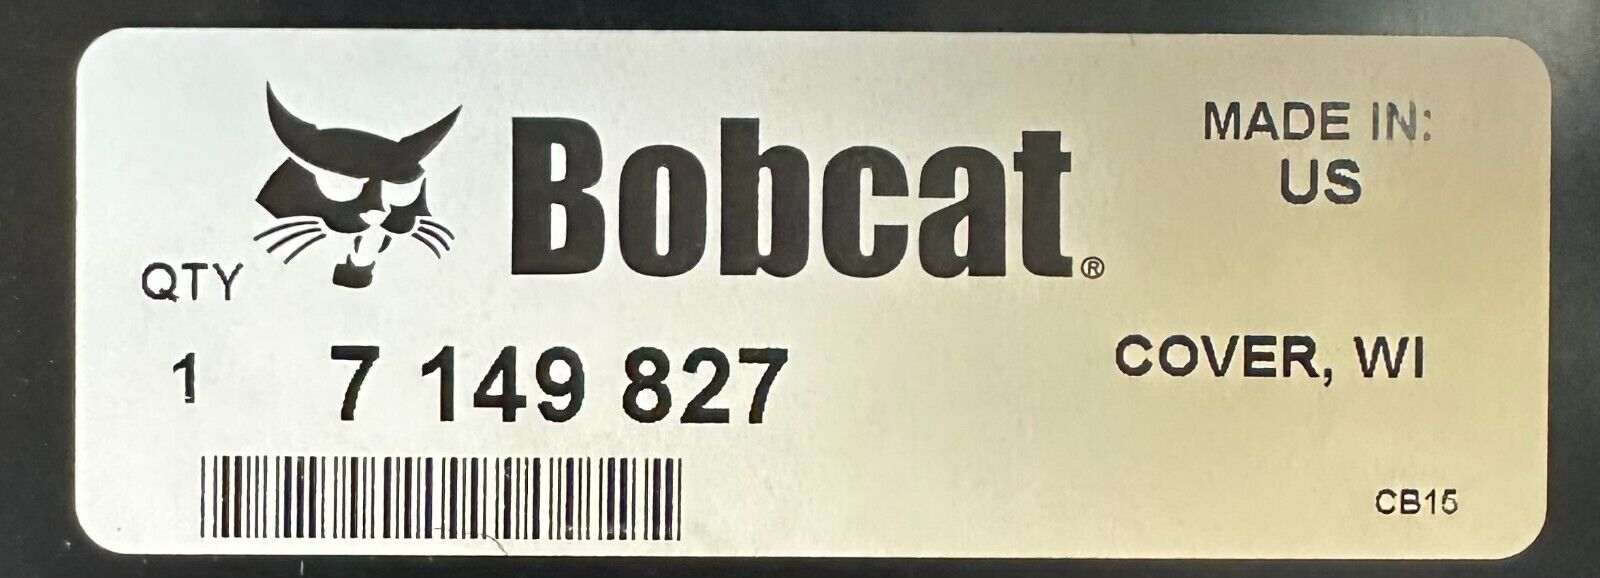 Bobcat®
MADE IN:
US
QTY
1 7 149 827
COVER, WI
CB15